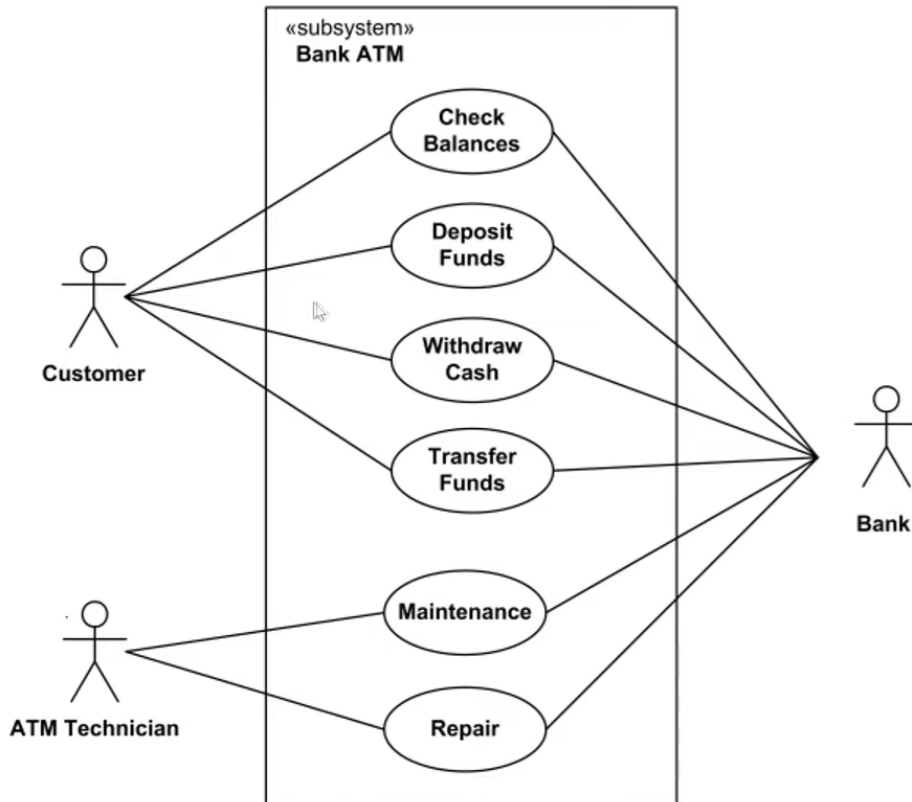 «subsystem»
Bank ATM
Check
Balances
Deposit
Funds
Withdraw
Cash
Transfer
Funds
Maintenance
Repair
Customer
ATM Technician
Bank